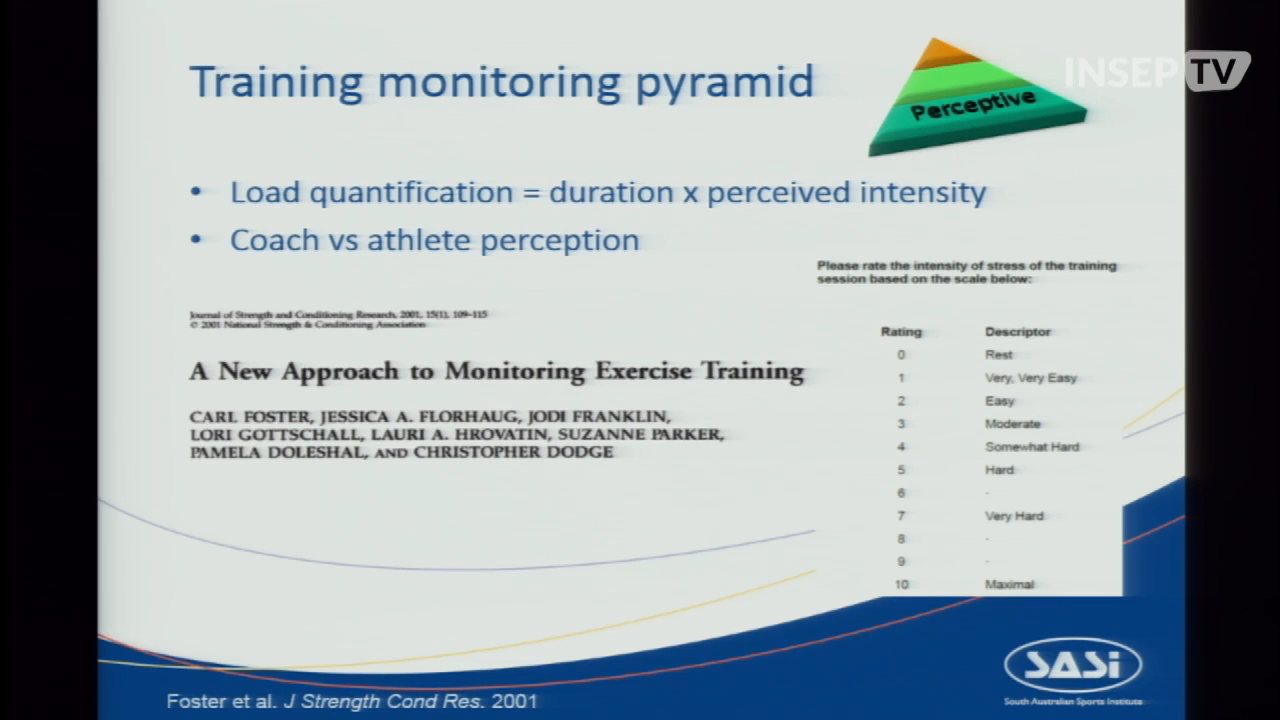 Training monitoring pyramid
Perceptive
INSEP TV
• Load quantification = duration x perceived intensity
• Coach vs athlete perception
Please rate the intensity of stress of the training
session based on the scale below:
Journal of Strength and Conditioning Research, 2001, 15(1), 109–115
© 2001 National Strength & Conditioning Association
A New Approach to Monitoring Exercise Training
CARL FOSTER, JESSICA A. FLORHAUG, JODI FRANKLIN,
LORI GOTTSCHALL, LAURI A. HROVATIN, SUZANNE PARKER,
PAMELA DOLESHAL, AND CHRISTOPHER DODGE
Rating Descriptor
0 Rest
1 Very, Very Easy
2 Easy
3 Moderate
4 Somewhat Hard
5 Hard
6 -
7 Very Hard
8 -
9 -
10 Maximal
SASi
South Australian Sports Institute
Foster et al. J Strength Cond Res. 2001